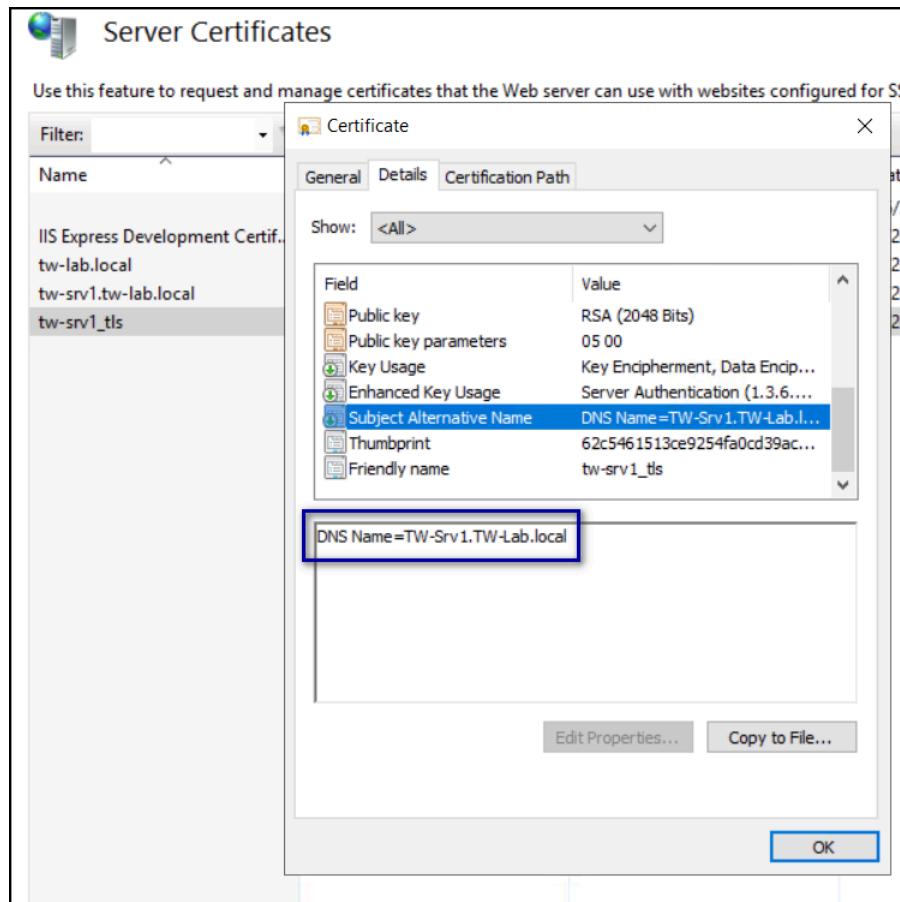 Server Certificates
Use this feature to request and manage certificates that the Web server can use with websites configured for
Filter:
Name
IIS Express Development Certif...
tw-lab.local
tw-srv1.tw-lab.local
tw-srv1_tls
Certificate
General Details Certification Path
Show: <All>
Field Value
Public key RSA (2048 Bits)
Public key parameters 05 00
Key Usage Key Encipherment, Data Encip...
Enhanced Key Usage Server Authentication (1.3.6....
Subject Alternative Name DNS Name=TW-Srv1.TW-Lab.l...
Thumbprint 62c5461513ce9254fa0cd39ac...
Friendly name tw-srv1_tls
DNS Name=TW-Srv1.TW-Lab.local
Edit Properties... Copy to File...
OK